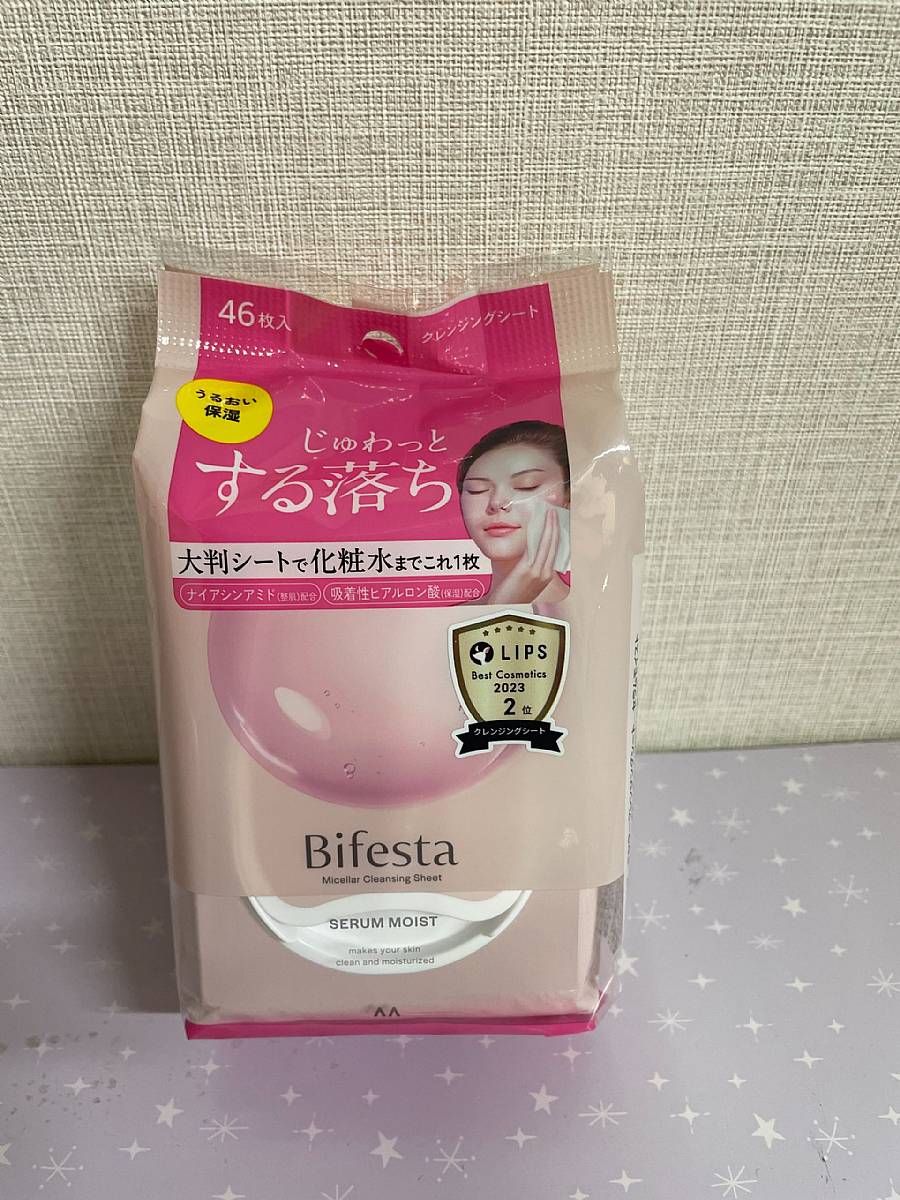 46枚入
クレンジングシート
うるおい
保湿
じゅわっと
する落ち
大判シートで化粧水までこれ1枚
ナイアシンアミド(整肌)配合 吸着性ヒアルロン酸(保湿)配合
LIPS
Best Cosmetics
2023
2位
クレンジングシート
Bifesta
Micellar Cleansing Sheet
SERUM MOIST
makes your skin
clean and moisturized